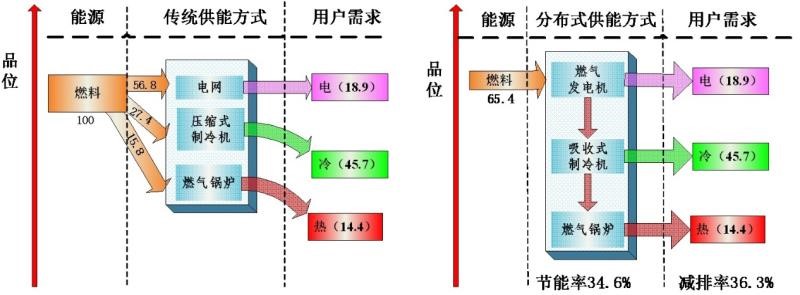 能源
传统供能方式
用户需求
品位
燃料
100
56.8
27.4
15.8
电网
压缩式
制冷机
燃气锅炉
电（18.9）
冷（45.7）
热（14.4）
能源
分布式供能方式
用户需求
品位
燃料
65.4
燃气
发电机
吸收式
制冷机
燃气锅炉
电（18.9）
冷（45.7）
热（14.4）
节能率34.6%
减排率36.3%